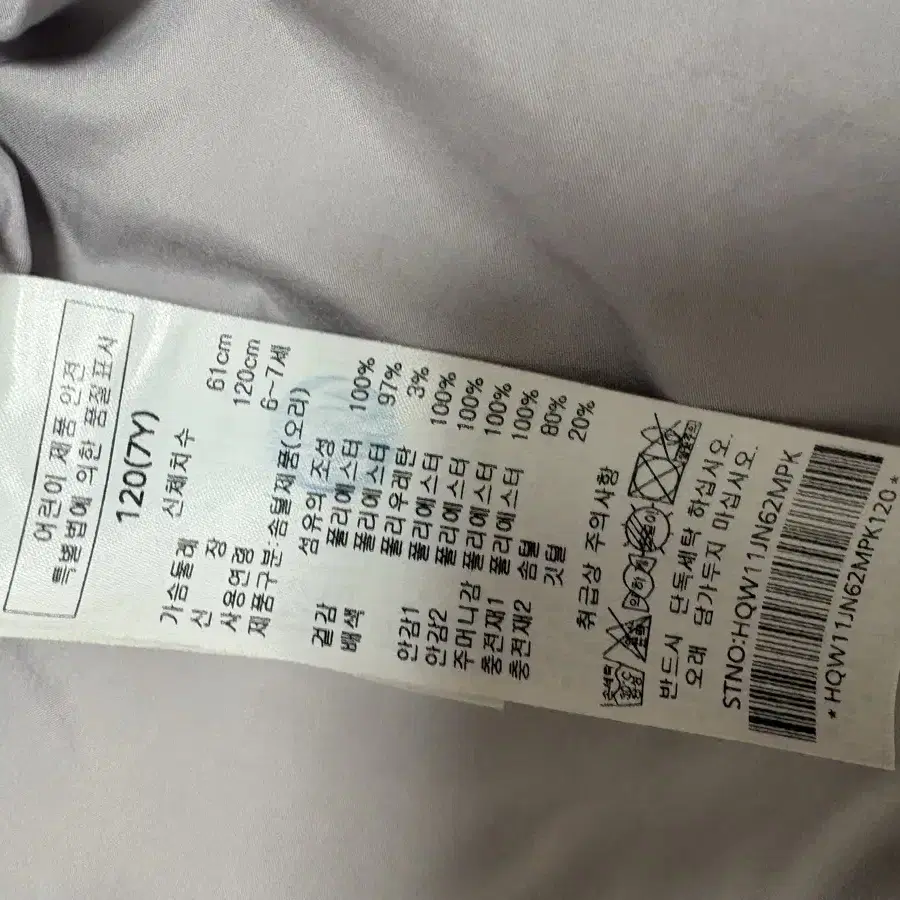 어린이 제품 안전
특별법에 의한 품질표시
120(7Y)
신체치수
가슴둘레 61cm
신 장 120cm
사용연령 6~7세
제품구분 솜털제품(오리)
섬유의 조성
겉감 폴리에스터 100%
배색 폴리에스터 97%
폴리우레탄 3%
안감1 폴리에스터 100%
안감2 폴리에스터 100%
주머니감 폴리에스터 100%
충전재1 폴리에스터 100%
충전재2 솜털 80%
깃털 20%
취급상 주의사항
반드시 단독세탁 하십시오.
오래 담가두지 마십시오.
STNO:HQW11JN62MPK
*HQW11JN62MPK120*